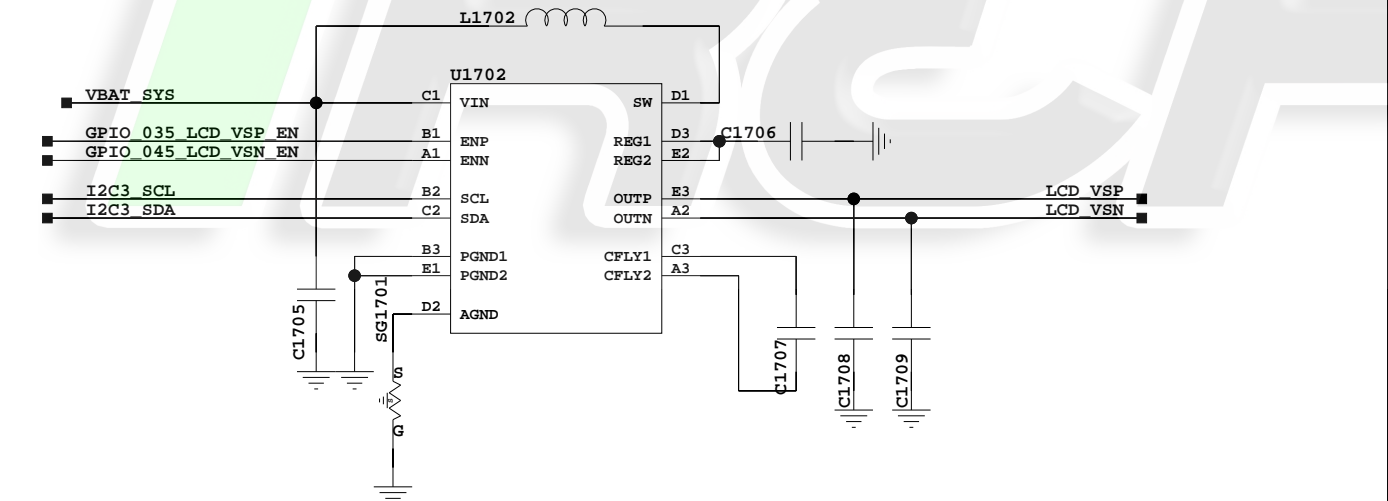 L1702
U1702
VBAT_SYS C1 VIN SW D1
GPIO_035_LCD_VSP_EN B1 ENP REG1 D3 C1706
GPIO_045_LCD_VSN_EN A1 ENN REG2 E2
I2C3_SCL B2 SCL OUTP E3 LCD_VSP
I2C3_SDA C2 SDA OUTN A2 LCD_VSN
B3 PGND1 CFLY1 C3
E1 PGND2 CFLY2 A3
D2 AGND
C1705
SG1701
C1707
C1708
C1709
S
G